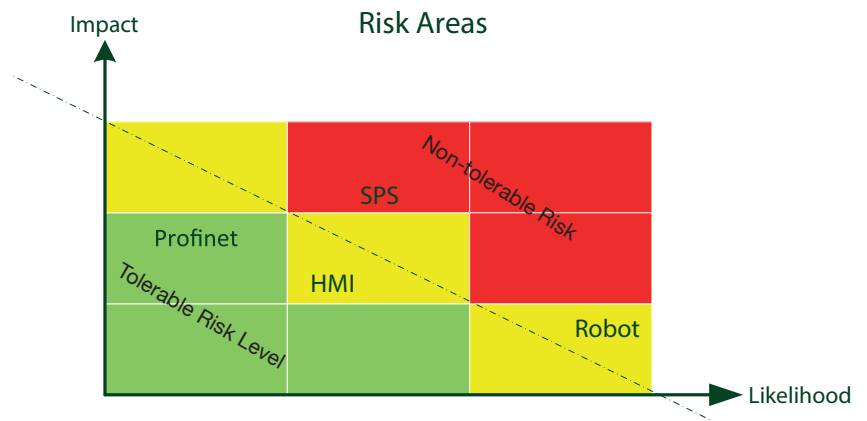 Risk Areas
Impact
Non-tolerable Risk
SPS
Profinet
Tolerable Risk Level
HMI
Robot
Likelihood